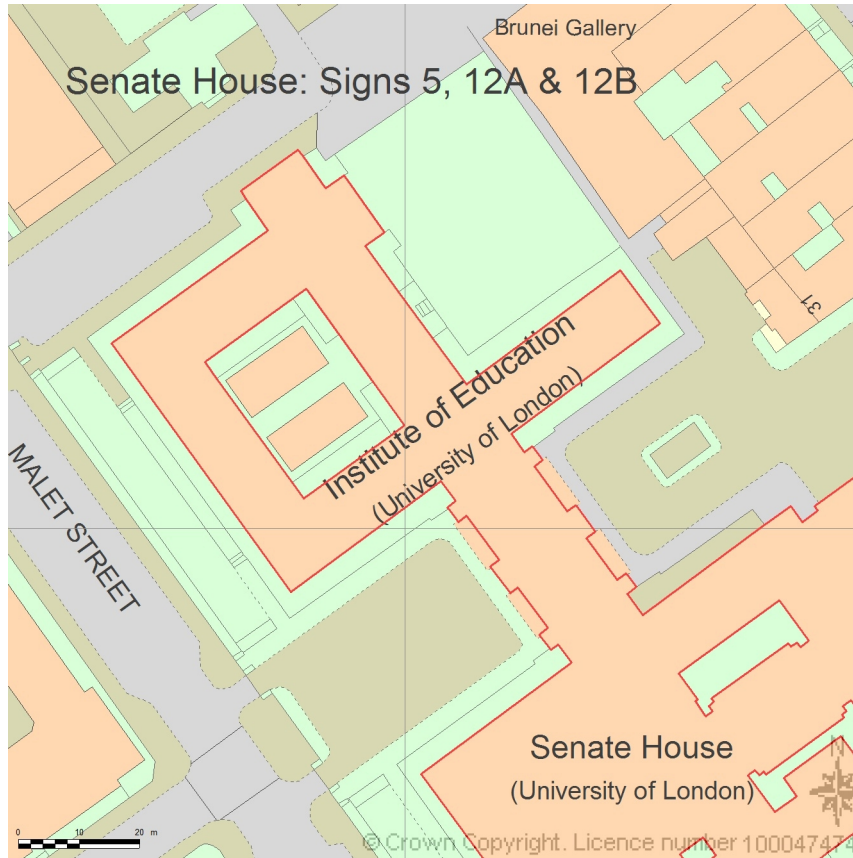 Brunei Gallery
Senate House: Signs 5, 12A & 12B
31
Institute of Education
(University of London)
MALET STREET
Senate House
(University of London)
N
0 10 20 m
© Crown Copyright. Licence number 100047474